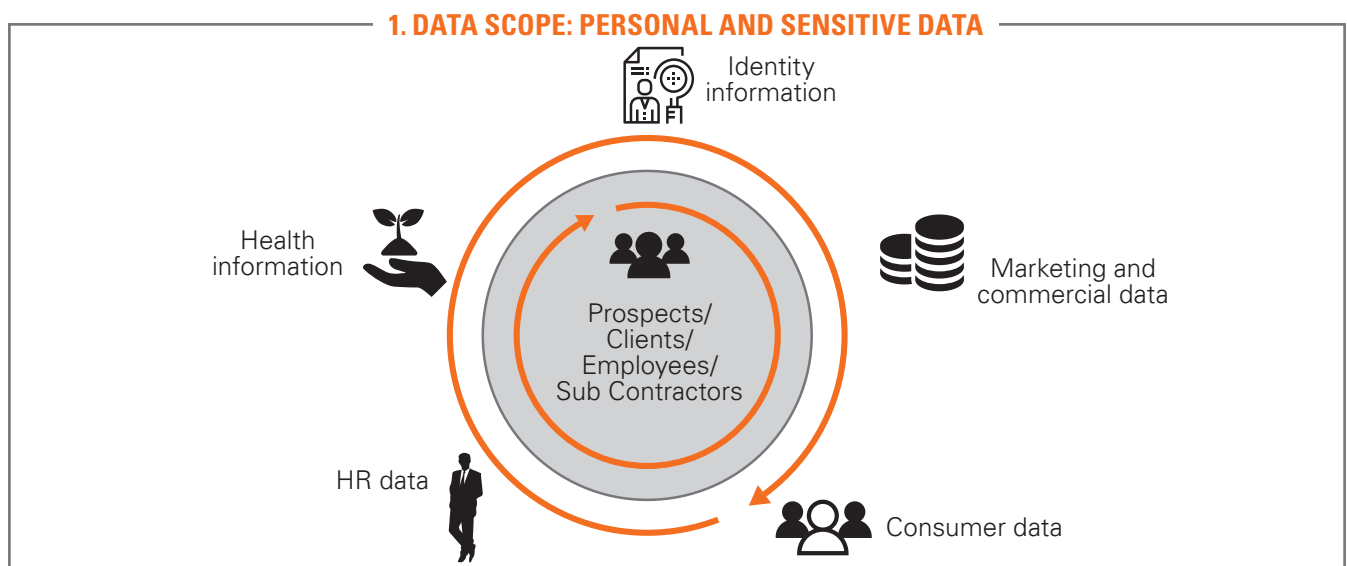 1. DATA SCOPE: PERSONAL AND SENSITIVE DATA
Identity
information
Health
information
Marketing and
commercial data
Prospects/
Clients/
Employees/
Sub Contractors
HR data
Consumer data